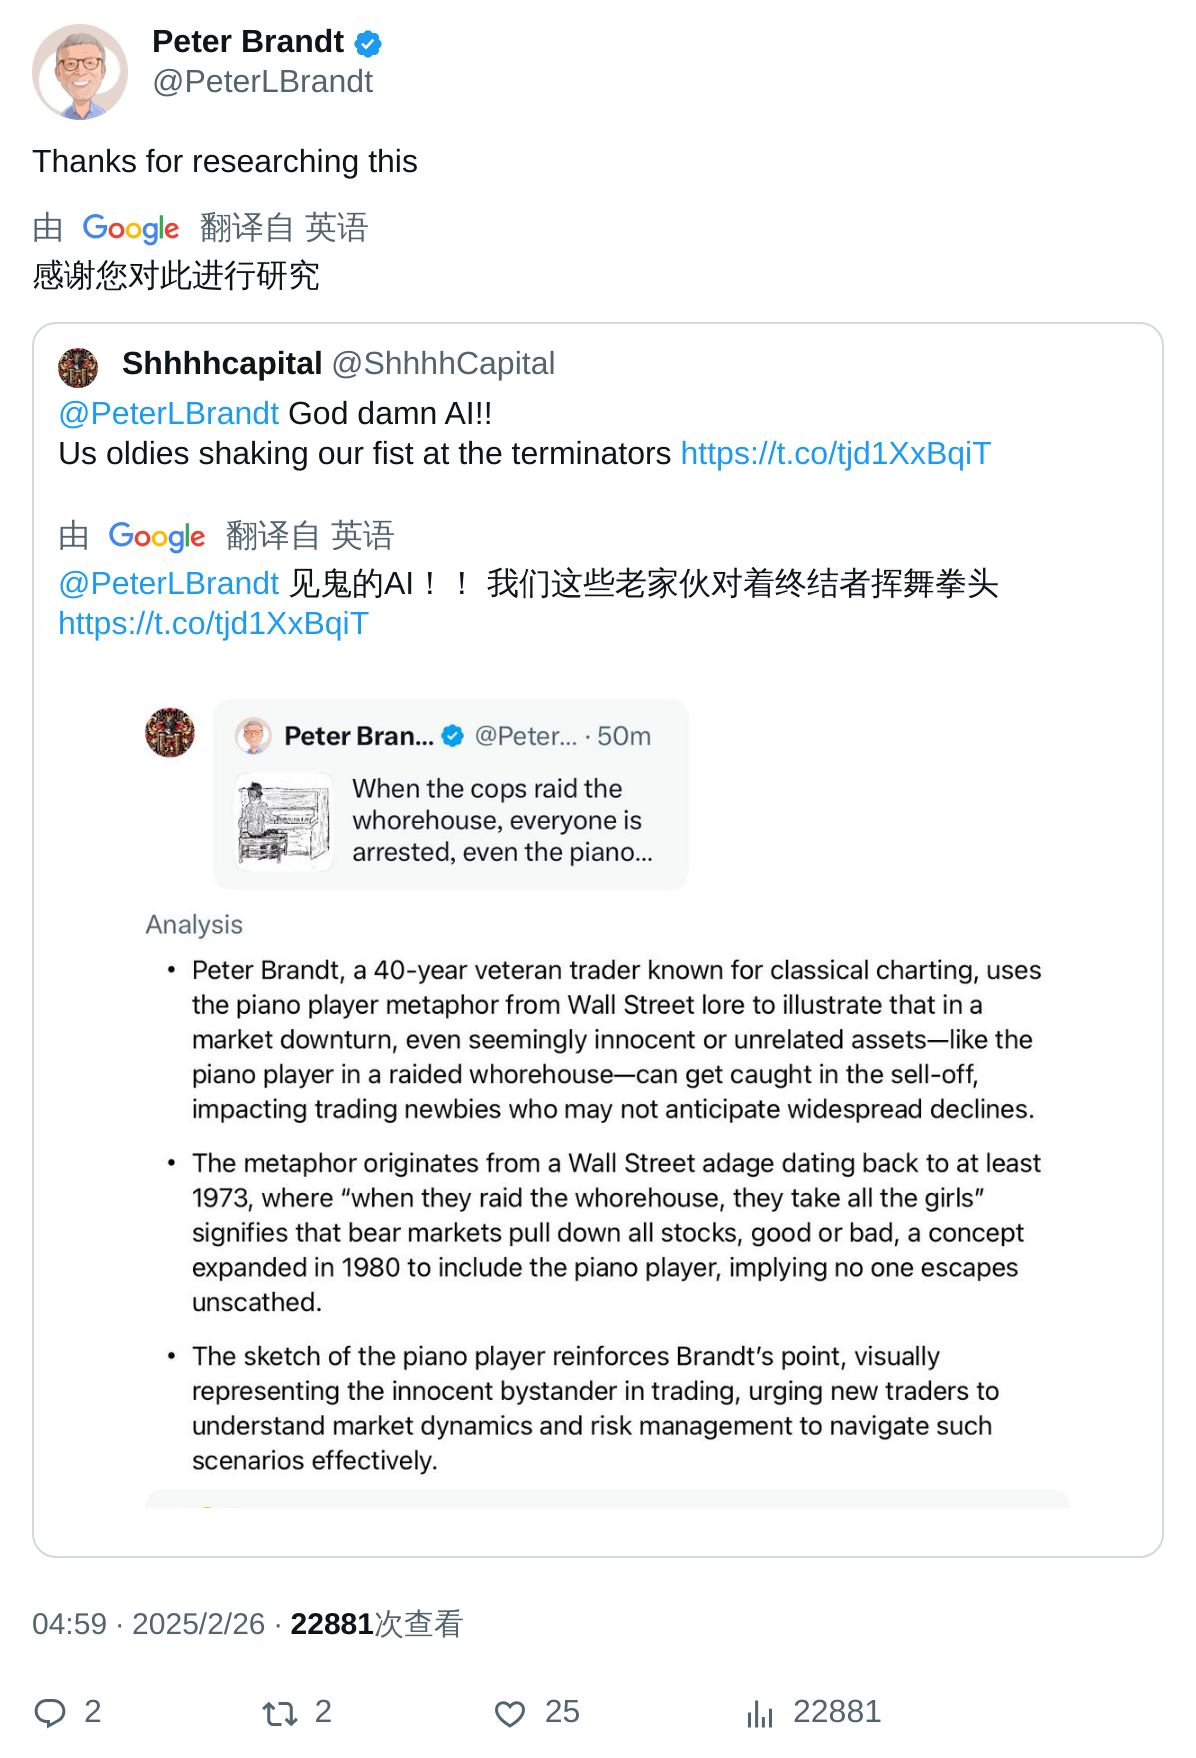 Peter Brandt
@PeterLBrandt
Thanks for researching this
由 Google 翻译自 英语
感谢您对此进行研究
Shhhhcapital @ShhhhCapital
@PeterLBrandt God damn AI!!
Us oldies shaking our fist at the terminators https://t.co/tjd1XxBqiT
由 Google 翻译自 英语
@PeterLBrandt 见鬼的AI！！ 我们这些老家伙对着终结者挥舞拳头
https://t.co/tjd1XxBqiT
Peter Bran... @Peter... · 50m
When the cops raid the
whorehouse, everyone is
arrested, even the piano...
Analysis
• Peter Brandt, a 40-year veteran trader known for classical charting, uses
the piano player metaphor from Wall Street lore to illustrate that in a
market downturn, even seemingly innocent or unrelated assets—like the
piano player in a raided whorehouse—can get caught in the sell-off,
impacting trading newbies who may not anticipate widespread declines.
• The metaphor originates from a Wall Street adage dating back to at least
1973, where “when they raid the whorehouse, they take all the girls”
signifies that bear markets pull down all stocks, good or bad, a concept
expanded in 1980 to include the piano player, implying no one escapes
unscathed.
• The sketch of the piano player reinforces Brandt’s point, visually
representing the innocent bystander in trading, urging new traders to
understand market dynamics and risk management to navigate such
scenarios effectively.
04:59 · 2025/2/26 · 22881次查看
2 2 25 22881